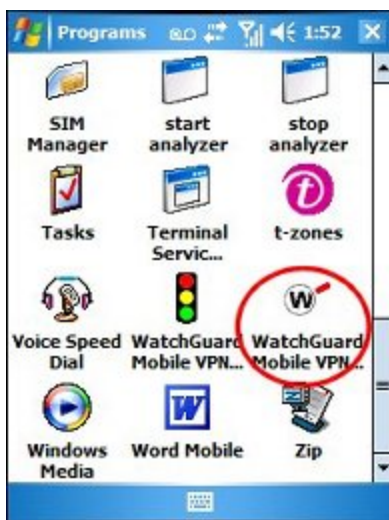 Programs 1:52
SIM start stop
Manager analyzer analyzer
Tasks Terminal t-zones
Servic...
Voice Speed WatchGuard WatchGuard
Dial Mobile VPN... Mobile VPN...
Windows Word Mobile Zip
Media